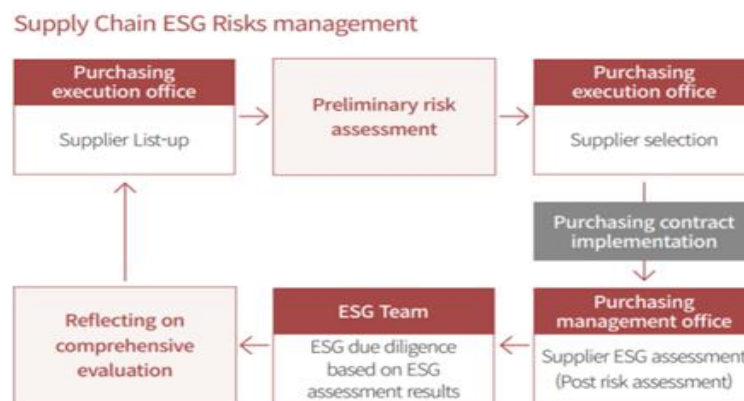 Supply Chain ESG Risks management
Purchasing
execution office
Supplier List-up
Preliminary risk
assessment
Purchasing
execution office
Supplier selection
Purchasing contract
implementation
Purchasing
management office
Supplier ESG assessment
(Post risk assessment)
ESG Team
ESG due diligence
based on ESG
assessment results
Reflecting on
comprehensive
evaluation